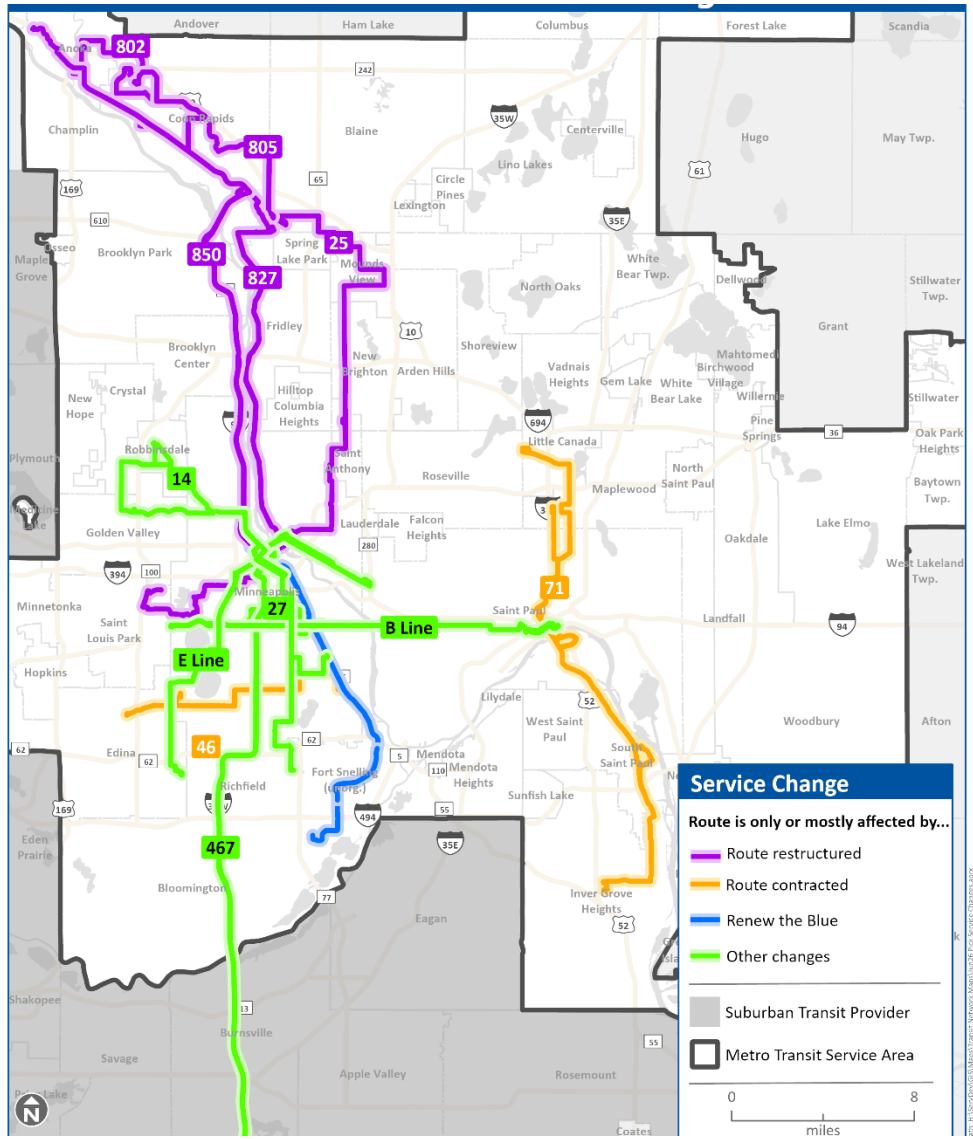 Andover
Ham Lake
Columbus
Forest Lake
Scandia
Anoka
802
242
Coon Rapids
Champlin
Blaine
35W
Centerville
Hugo
May Twp.
805
Lino Lakes
61
169
65
Circle
Pines
Lexington
610
35E
Osseo
Brooklyn Park
850
Spring
Lake Park
25
Maple
Grove
827
Mounds
View
White
Bear Twp.
Dellwood
North Oaks
Stillwater
Twp.
Fridley
10
Grant
Brooklyn
Center
Shoreview
New
Brighton
Arden Hills
Vadnais
Heights
Mahtomedi
Birchwood
Village
Gem Lake
White
Bear Lake
Willernie
Crystal
Hilltop
Columbia
Heights
New
Hope
Stillwater
694
Pine
Springs
36
Oak Park
Heights
Little Canada
Robbinsdale
Saint
Anthony
Plymouth
14
Roseville
North
Saint Paul
Maplewood
Baytown
Twp.
Medicine
Lake
Golden Valley
Lauderdale
Falcon
Heights
280
Lake Elmo
Oakdale
394
100
West Lakeland
Twp.
Minneapolis
71
Minnetonka
27
Saint Paul
Landfall
94
Saint
Louis Park
B Line
E Line
Hopkins
Lilydale
52
West Saint
Paul
Woodbury
Afton
62
Edina
46
62
62
5
Mendota
South
Saint Paul
110
Mendota
Heights
Fort Snelling
(unorg.)
Richfield
Sunfish Lake
169
494
55
35E
Eden
Prairie
467
Bloomington
77
Inver Grove
Heights
52
Eagan
Shakopee
13
Burnsville
55
Savage
Apple Valley
Rosemount
Coates
N
Service Change
Route is only or mostly affected by...
Route restructured
Route contracted
Renew the Blue
Other changes
Suburban Transit Provider
Metro Transit Service Area
0
8
miles